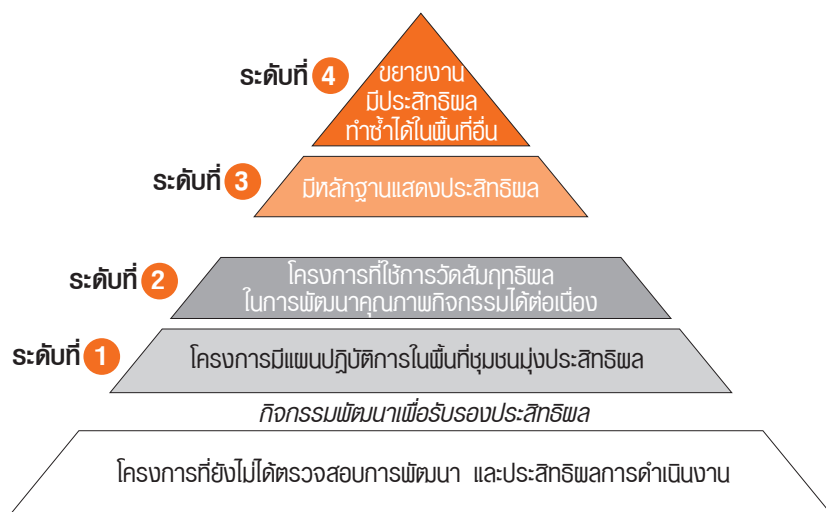 ระดับที่ 4
ขยายงาน
มีประสิทธิผล
ทำซ้ำได้ในพื้นที่อื่น
ระดับที่ 3
มีหลักฐานแสดงประสิทธิผล
ระดับที่ 2
โครงการที่ใช้การวัดสัมฤทธิผล
ในการพัฒนาคุณภาพกิจกรรมได้ต่อเนื่อง
ระดับที่ 1
โครงการมีแผนปฏิบัติการในพื้นที่ชุมชนมุ่งประสิทธิผล
กิจกรรมพัฒนาเพื่อรับรองประสิทธิผล
โครงการที่ยังไม่ได้ตรวจสอบการพัฒนา และประสิทธิผลการดำเนินงาน